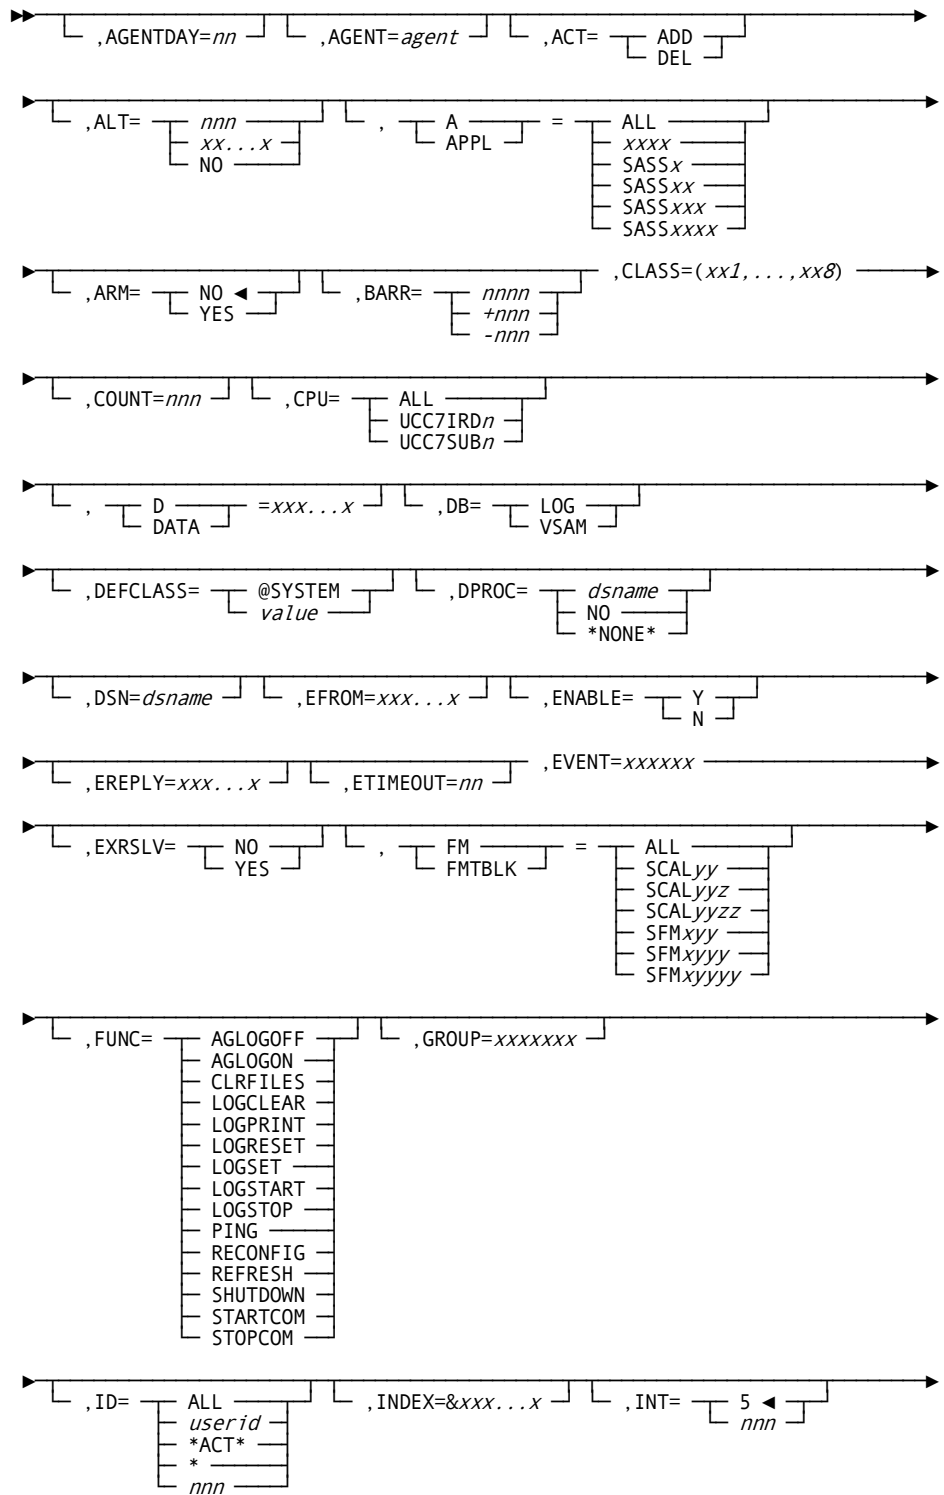 ,AGENTDAY=nn ,AGENT=agent ,ACT= ADD
DEL
,ALT= nnn , A = ALL
xx...x APPL xxxx
NO SASSx
SASSxx
SASSxxx
SASSxxxx
,ARM= NO ◄ ,BARR= nnnn ,CLASS=(xx1,...,xx8)
YES +nnn
-nnn
,COUNT=nnn ,CPU= ALL
UCC7IRDn
UCC7SUBn
, D =xxx...x ,DB= LOG
DATA VSAM
,DEFCLASS= @SYSTEM ,DPROC= dsname
value NO
*NONE*
,DSN=dsname ,EFROM=xxx...x ,ENABLE= Y
N
,EREPLY=xxx...x ,ETIMEOUT=nn ,EVENT=xxxxxx
,EXRSLV= NO , FM = ALL
YES FMTBLK SCALyy
SCALyyz
SCALyyzz
SFMxyy
SFMxyyy
SFMxyyyy
,FUNC= AGLOGOFF ,GROUP=xxxxxxx
AGLOGON
CLRFILES
LOGCLEAR
LOGPRINT
LOGRESET
LOGSET
LOGSTART
LOGSTOP
PING
RECONFIG
REFRESH
SHUTDOWN
STARTCOM
STOPCOM
,ID= ALL ,INDEX=&xxx...x ,INT= 5 ◄
userid nnn
*ACT*
*
nnn